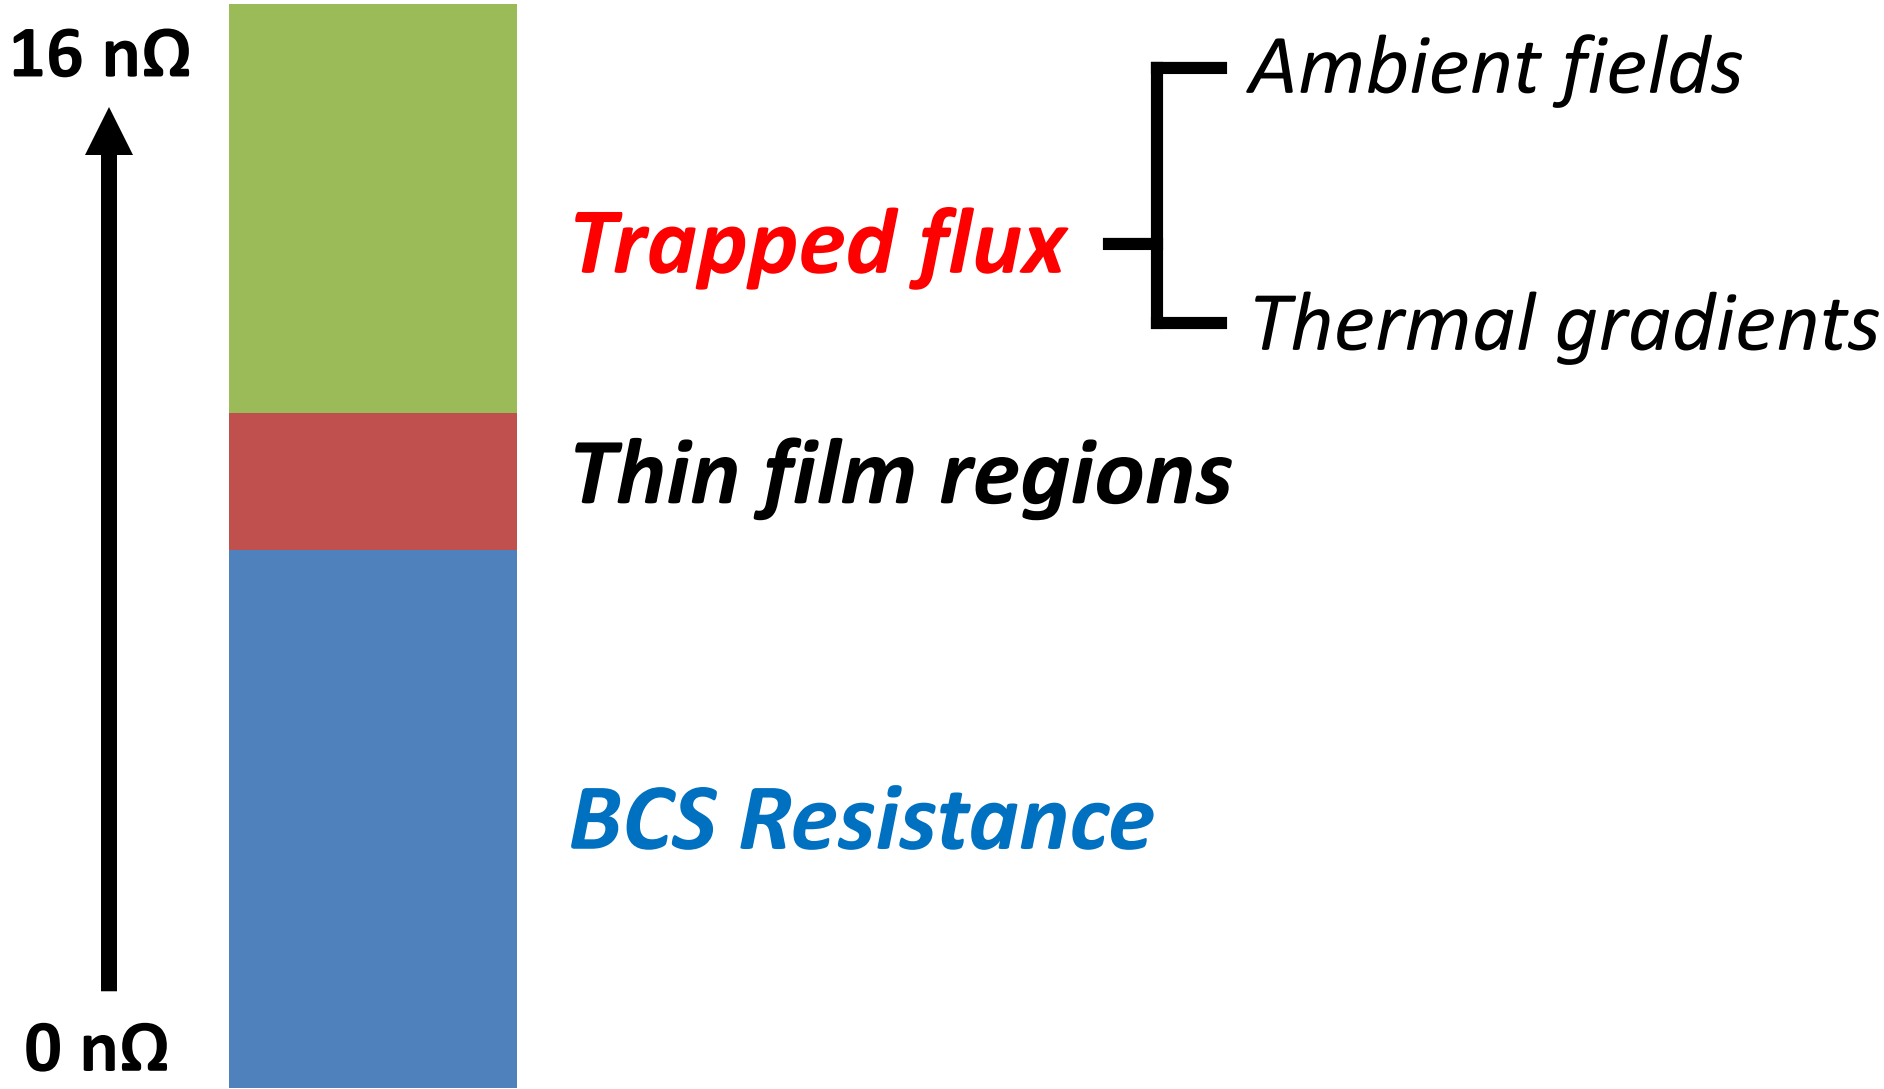 16 nΩ
Ambient fields
Trapped flux
Thermal gradients
Thin film regions
BCS Resistance
0 nΩ